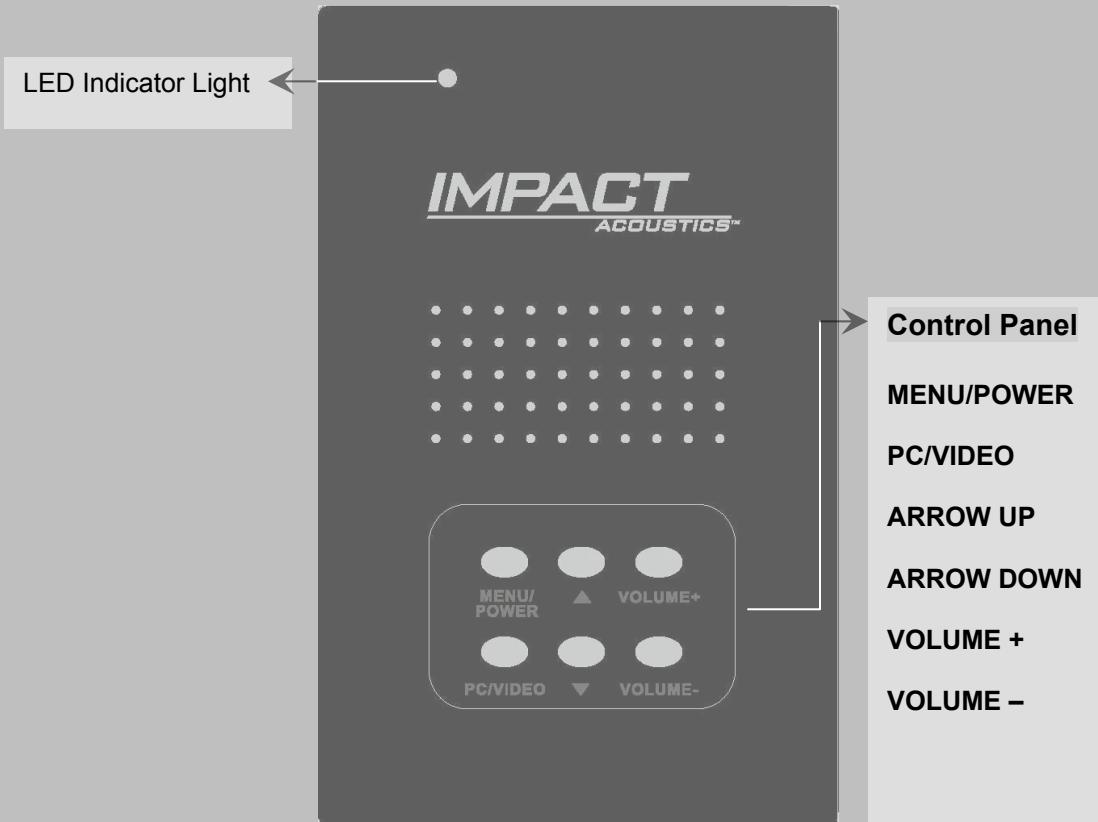 LED Indicator Light
IMPACT
ACOUSTICS™
Control Panel
MENU/POWER
PC/VIDEO
ARROW UP
ARROW DOWN
VOLUME +
VOLUME –
MENU/
POWER
▲
VOLUME+
PC/VIDEO
▼
VOLUME-